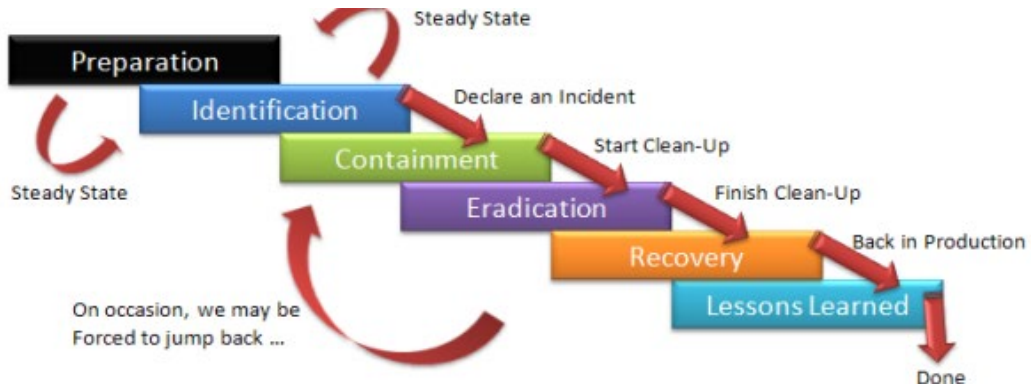 Steady State
Preparation
Identification
Declare an Incident
Containment
Start Clean-Up
Steady State
Eradication
Finish Clean-Up
Recovery
Back in Production
On occasion, we may be
Forced to jump back ...
Lessons Learned
Done